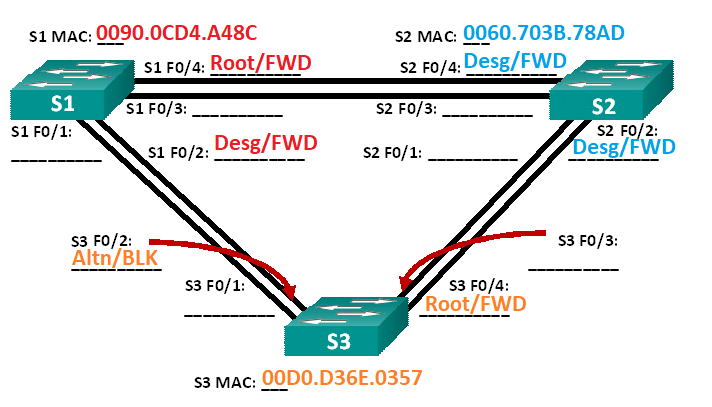 S1 MAC: 0090.0CD4.A48C
S2 MAC: 0060.703B.78AD
S1 F0/4: Root/FWD
S2 F0/4: Desg/FWD
S1
S2
S1 F0/3: __________
S2 F0/3: __________
S1 F0/1:
__________
S1 F0/2: Desg/FWD
S2 F0/1: __________
S2 F0/2:
Desg/FWD
S3 F0/2:
Altn/BLK
S3 F0/3:
__________
S3 F0/1:
__________
S3 F0/4:
Root/FWD
S3
S3 MAC: 00D0.D36E.0357